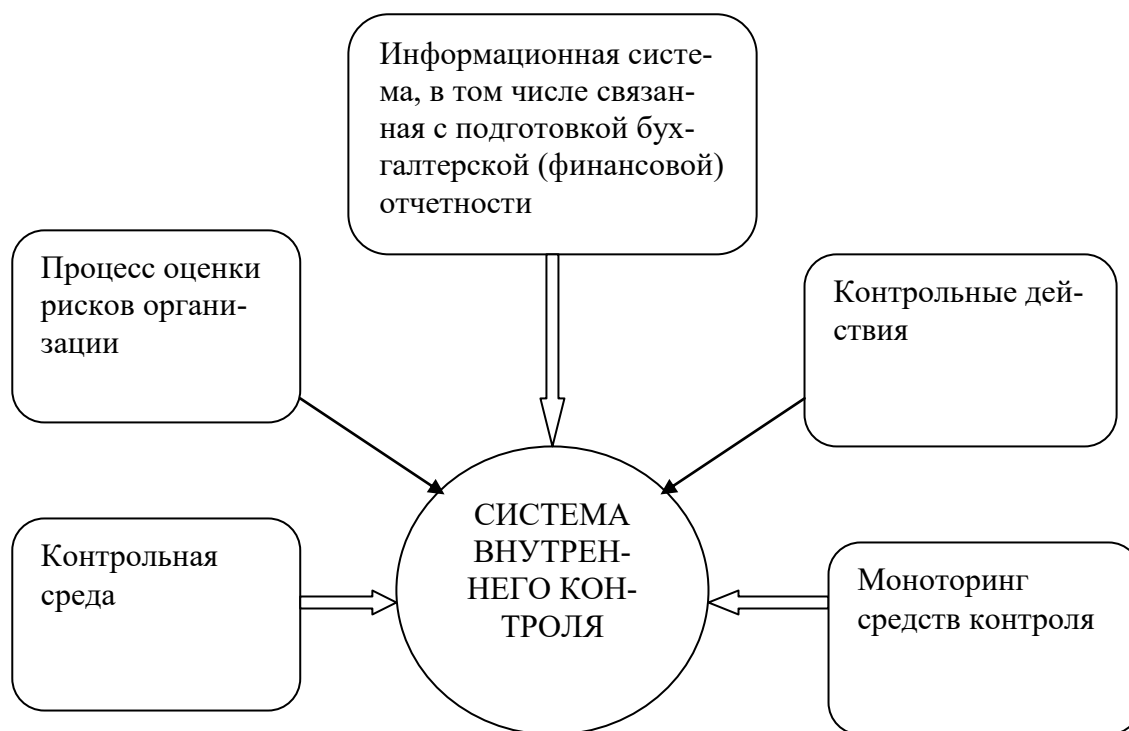 Информационная систе-
ма, в том числе связан-
ная с подготовкой бух-
галтерской (финансовой)
отчетности
Процесс оценки
рисков органи-
зации
Контрольные дей-
ствия
СИСТЕМА
ВНУТРЕН-
НЕГО КОН-
ТРОЛЯ
Контрольная
среда
Моноторинг
средств контроля